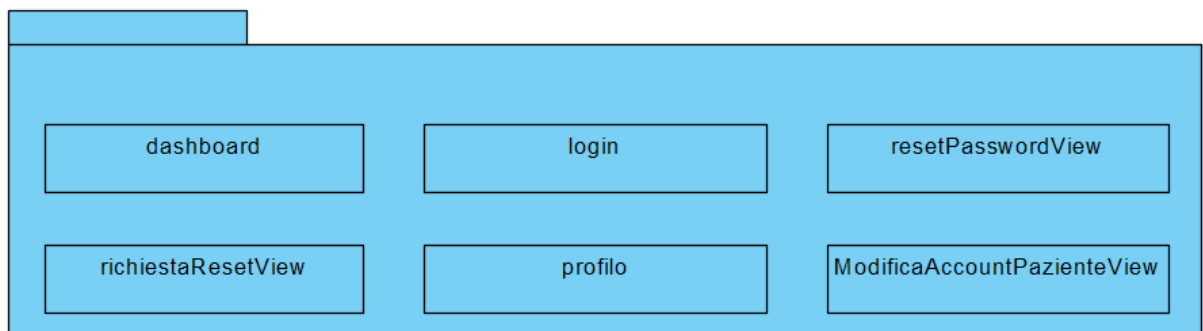 dashboard
login
resetPasswordView
richiestaResetView
profilo
ModificaAccountPazienteView